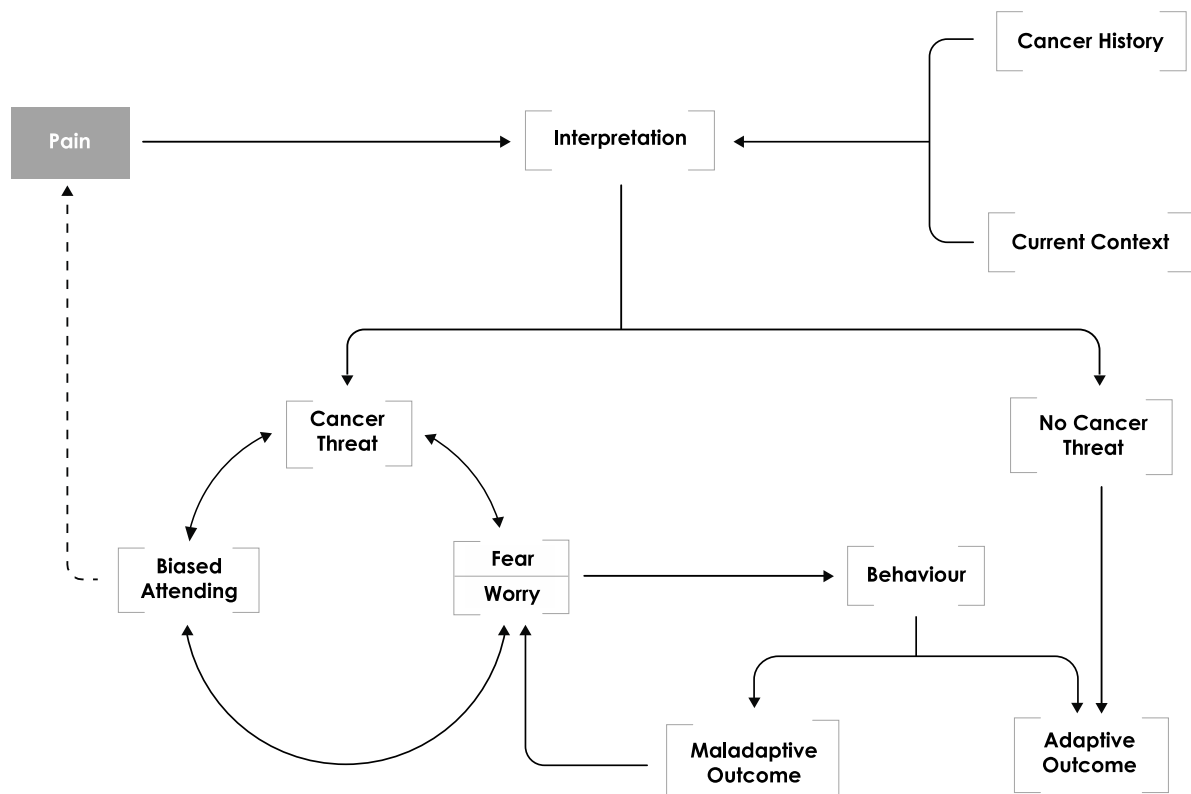 Cancer History
Pain
Interpretation
Current Context
Cancer
Threat
No Cancer
Threat
Biased
Attending
Fear
Worry
Behaviour
Maladaptive
Outcome
Adaptive
Outcome